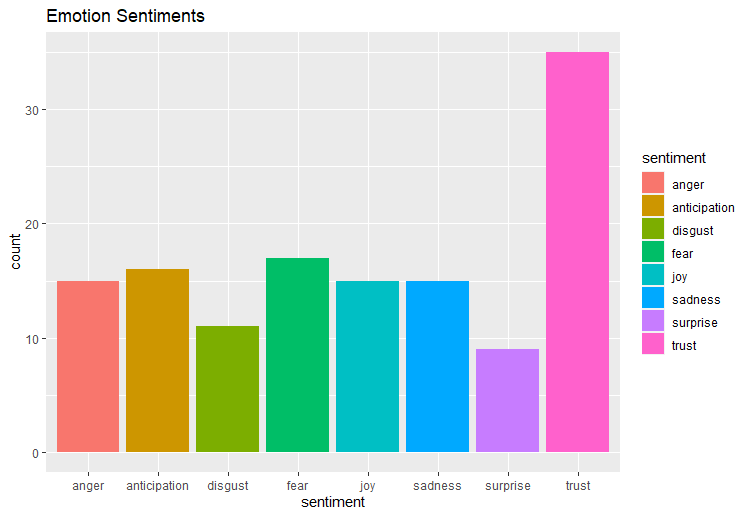 Emotion Sentiments
count
30
20
10
0
anger anticipation disgust fear joy sadness surprise trust
sentiment
sentiment
anger
anticipation
disgust
fear
joy
sadness
surprise
trust